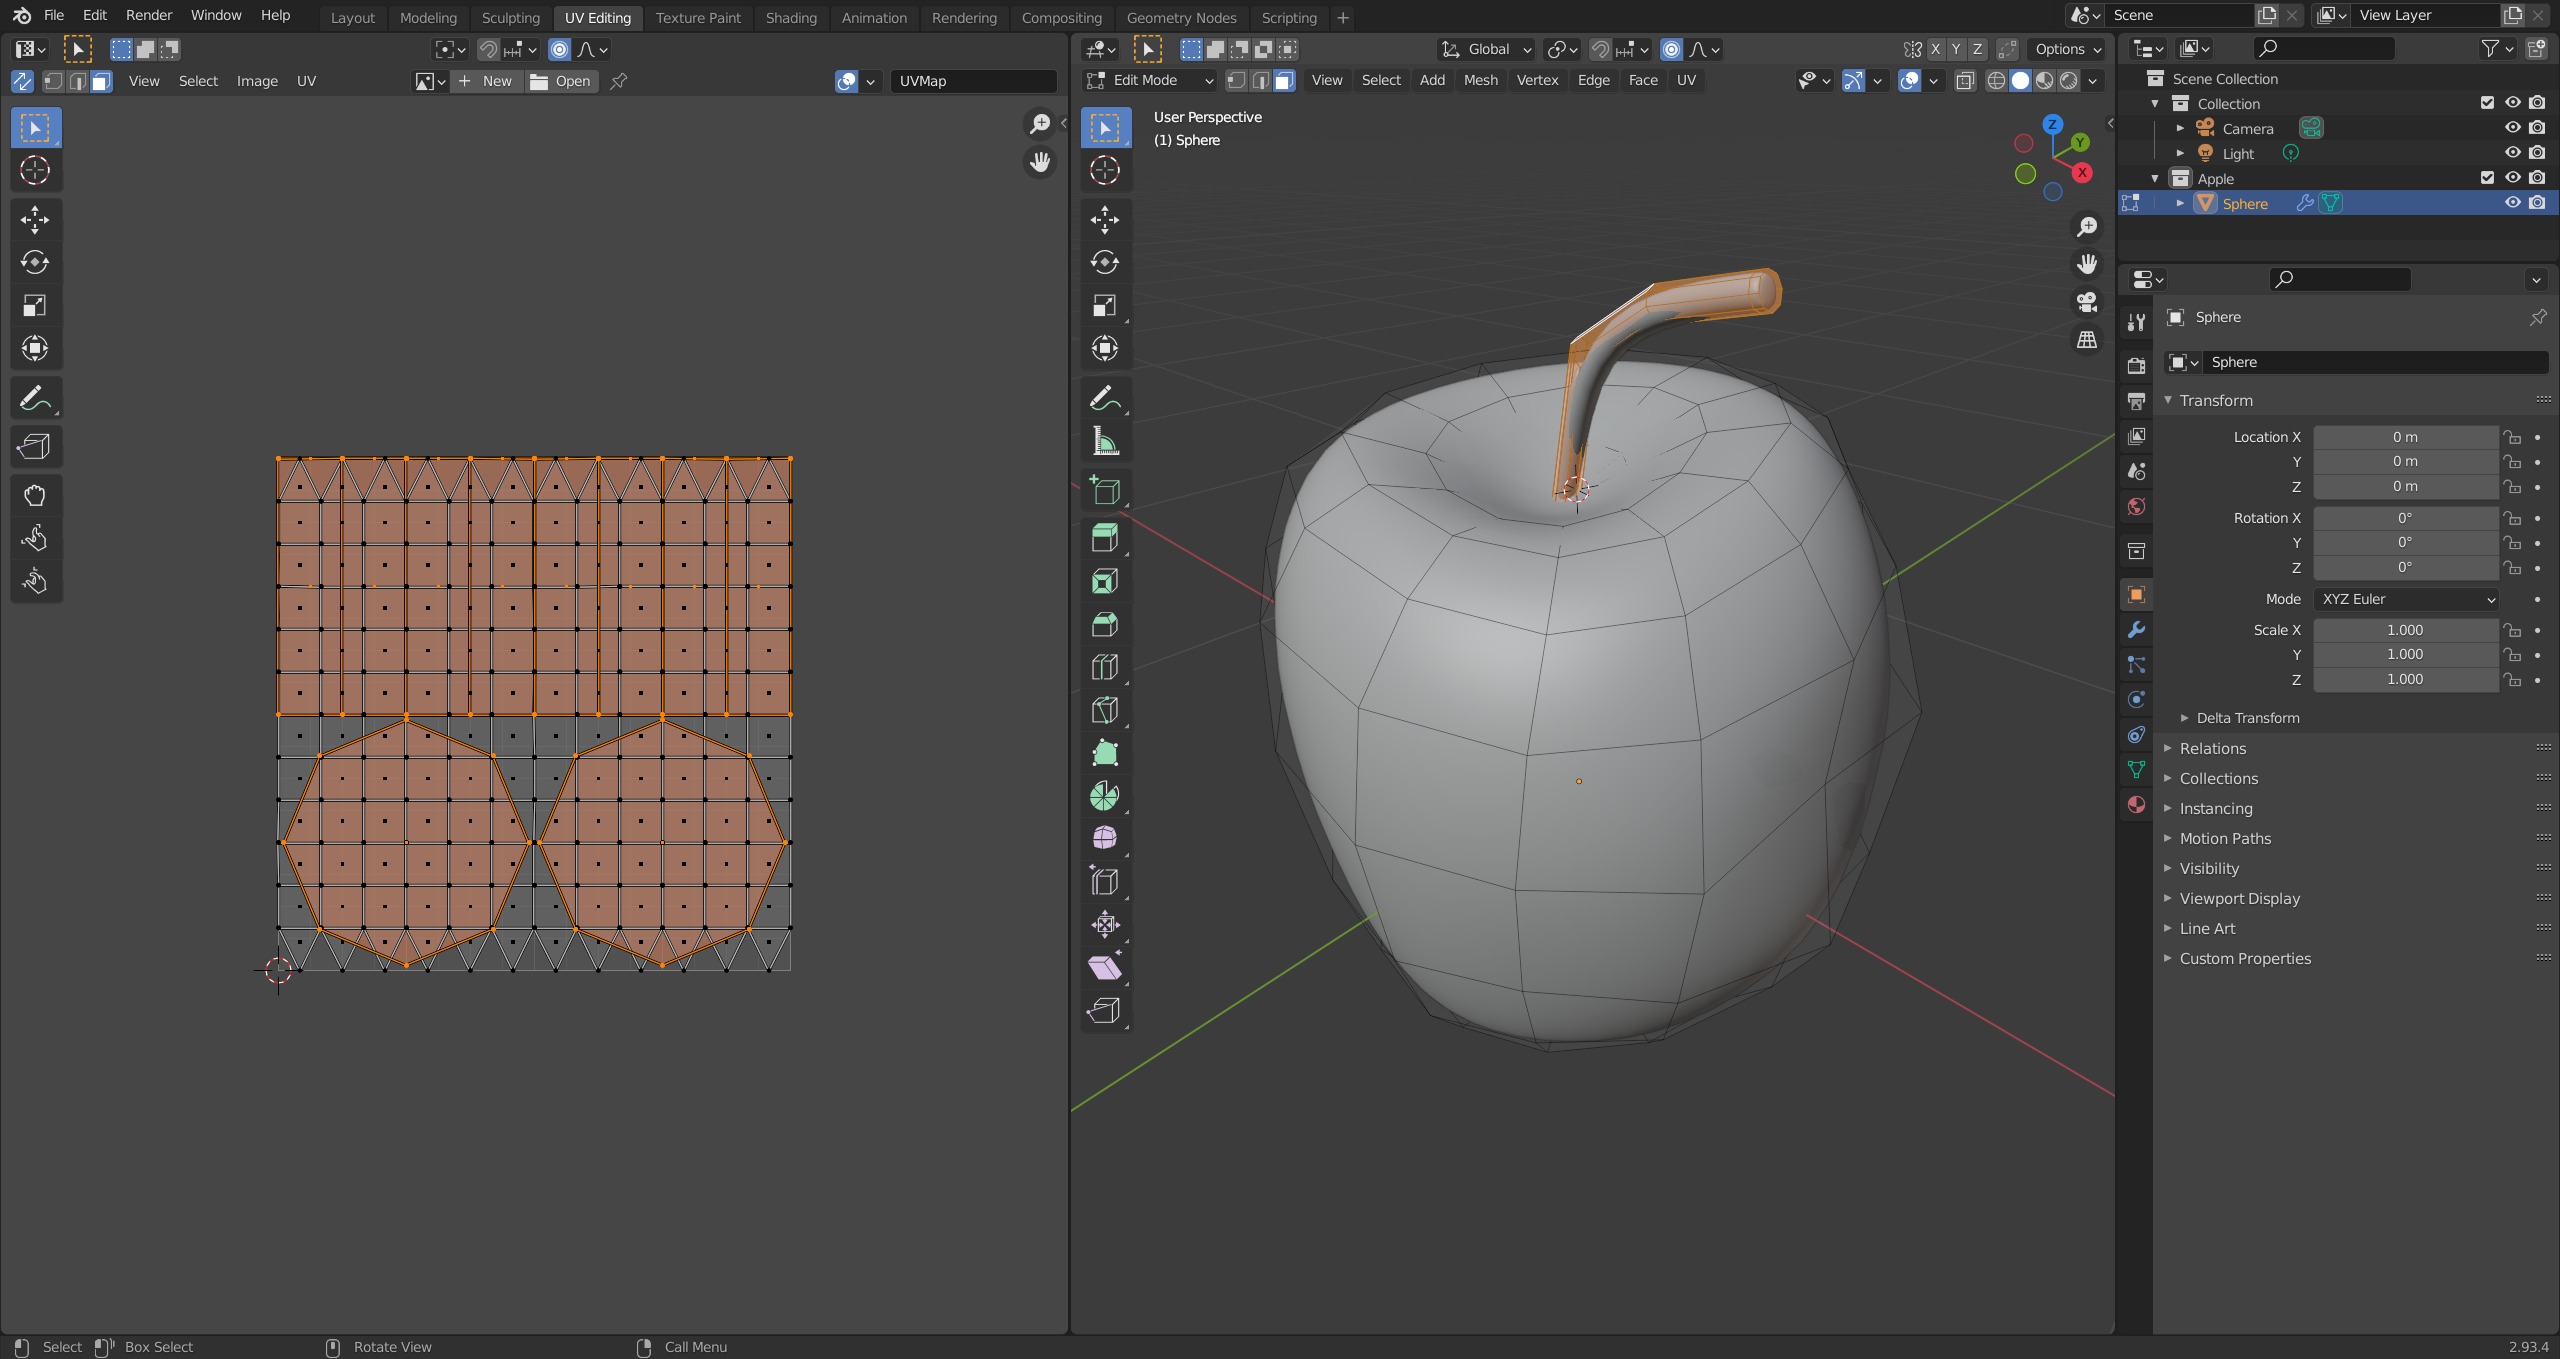 File Edit Render Window Help Layout Modeling Sculpting UV Editing Texture Paint Shading Animation Rendering Compositing Geometry Nodes Scripting + Scene View Layer
View Select Image UV New Open UVMap
Global X Y Z Options
Edit Mode View Select Add Mesh Vertex Edge Face UV
User Perspective
(1) Sphere
Z
Y
X
Scene Collection
Collection
Camera
Light
Apple
Sphere
Sphere
Sphere
Transform
Location X 0 m
Y 0 m
Z 0 m
Rotation X 0°
Y 0°
Z 0°
Mode XYZ Euler
Scale X 1.000
Y 1.000
Z 1.000
Delta Transform
Relations
Collections
Instancing
Motion Paths
Visibility
Viewport Display
Line Art
Custom Properties
Select Box Select Rotate View Call Menu 2.93.4